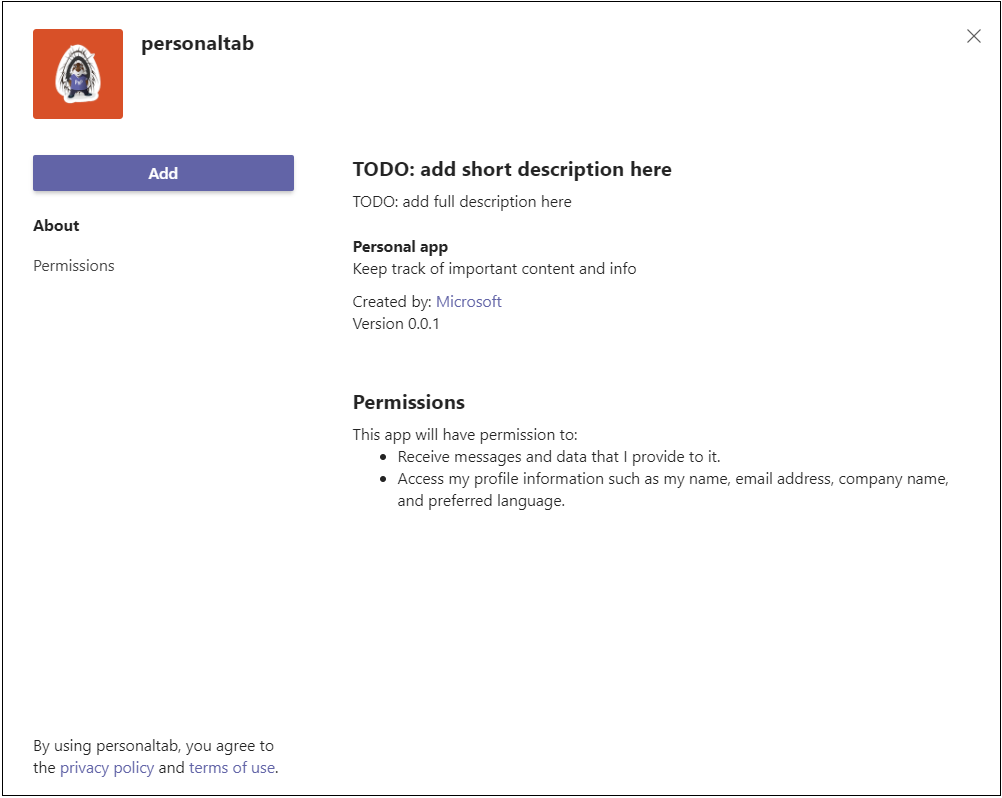 personaltab
Add
About
Permissions
TODO: add short description here
TODO: add full description here
Personal app
Keep track of important content and info
Created by: Microsoft
Version 0.0.1
Permissions
This app will have permission to:
• Receive messages and data that I provide to it.
• Access my profile information such as my name, email address, company name,
and preferred language.
By using personaltab, you agree to
the privacy policy and terms of use.